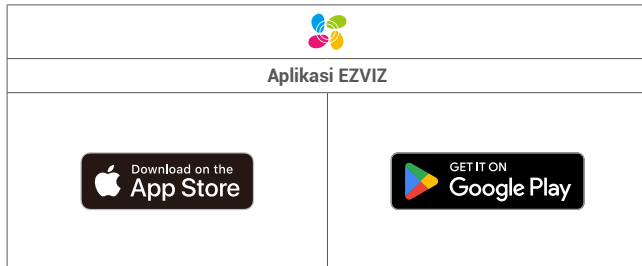 Aplikasi EZVIZ
Download on the
App Store
GET IT ON
Google Play